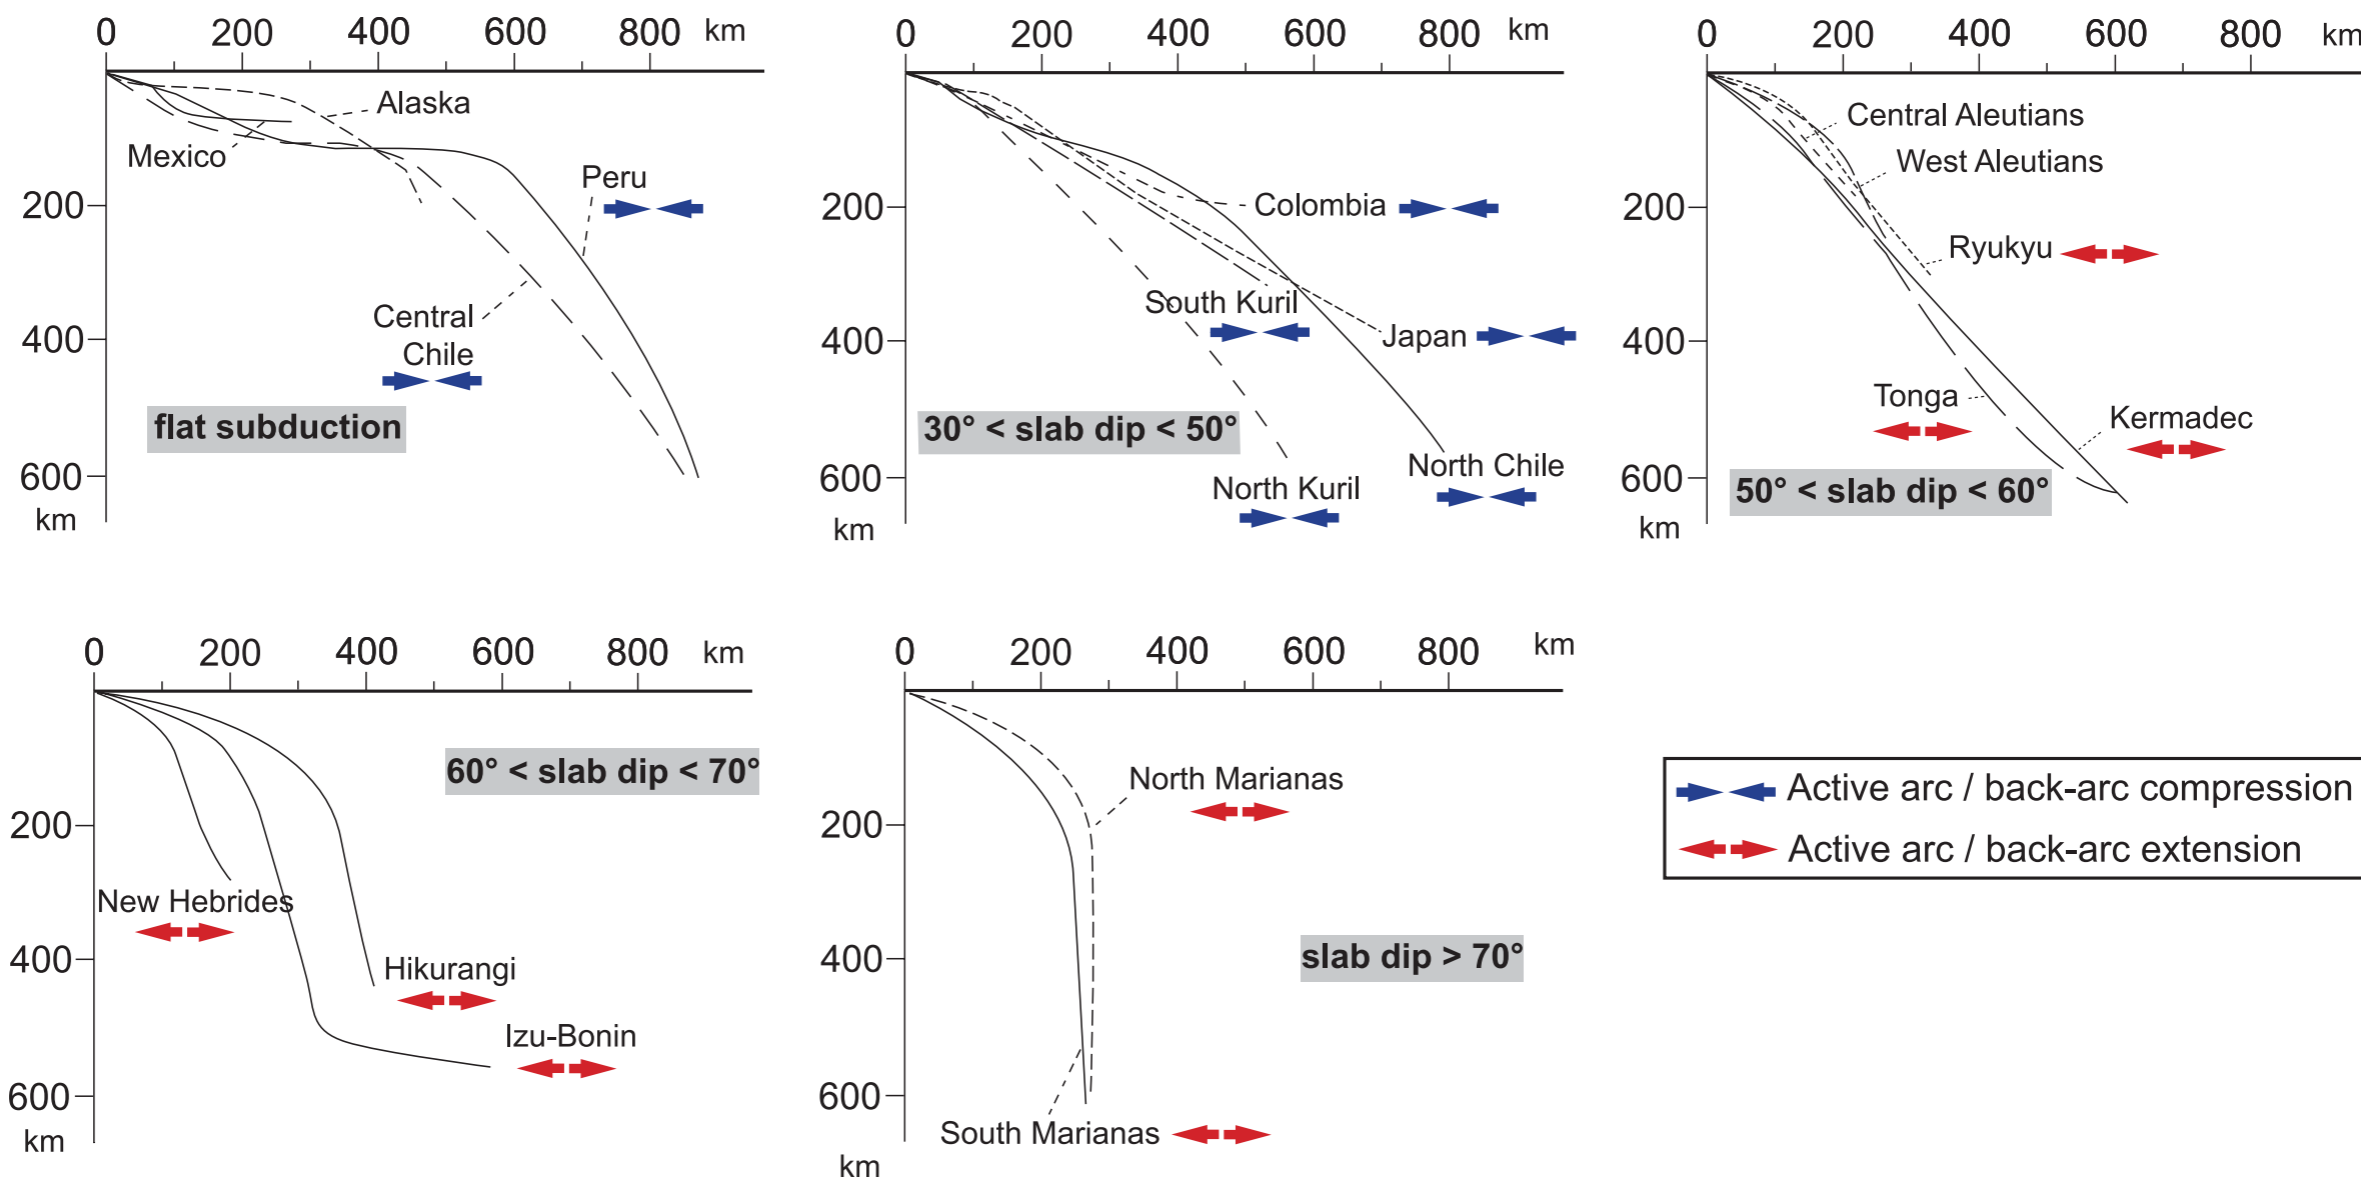 0 200 400 600 800 km
Alaska
Mexico
Peru
200
Central
Chile
400
flat subduction
600
km
0 200 400 600 800 km
200
Colombia
South Kuril
400
Japan
30° < slab dip < 50°
North Chile
600
North Kuril
km
0 200 400 600 800 km
Central Aleutians
West Aleutians
200
Ryukyu
400
Tonga
Kermadec
600
50° < slab dip < 60°
km
0 200 400 600 800 km
60° < slab dip < 70°
200
New Hebrides
400
Hikurangi
Izu-Bonin
600
km
0 200 400 600 800 km
North Marianas
200
400
slab dip > 70°
600
South Marianas
km
Active arc / back-arc compression
Active arc / back-arc extension